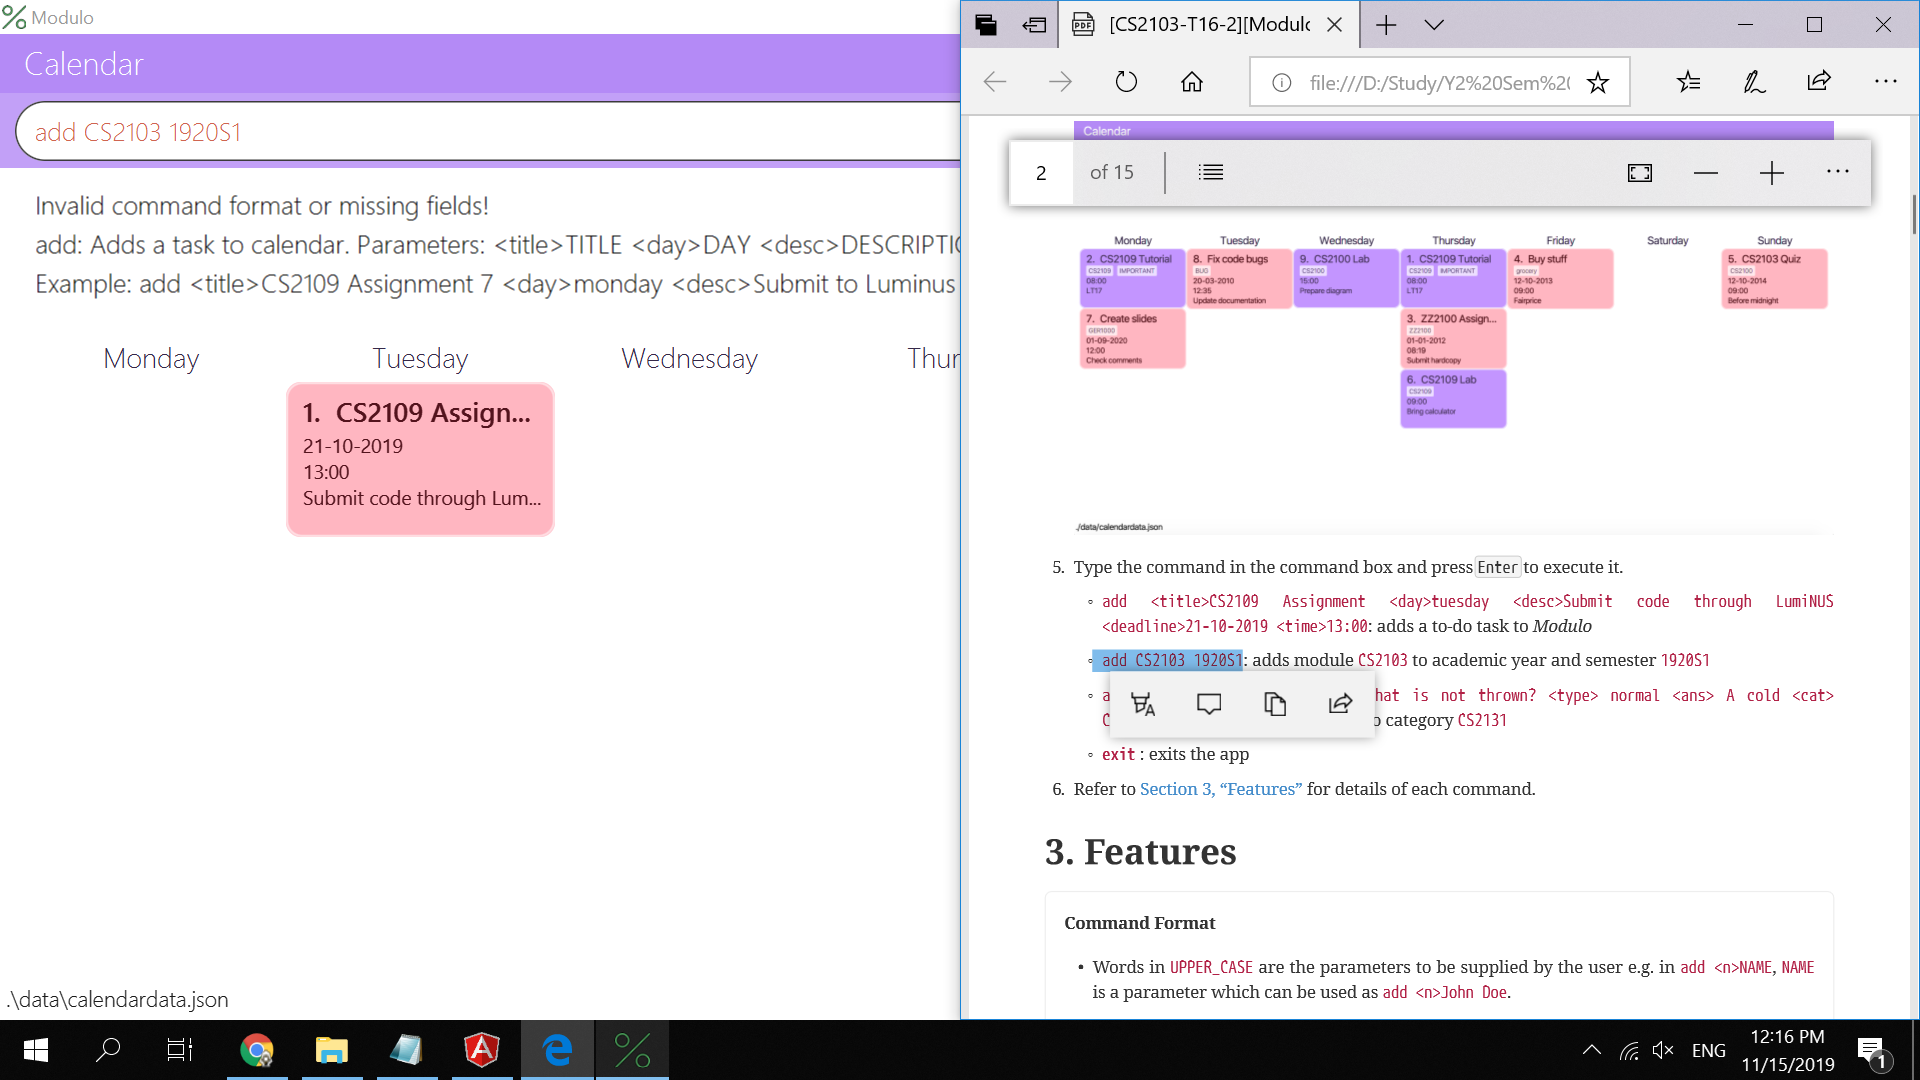 Modulo
Calendar
add CS2103 1920S1
Invalid command format or missing fields!
add: Adds a task to calendar. Parameters: <title>TITLE <day>DAY <desc>
Example: add <title>CS2109 Assignment 7 <day>monday <desc>Submit to Luminus
Monday Tuesday Wednesday
1. CS2109 Assign...
21-10-2019
13:00
Submit code through Lum...
.\data\calendardata.json
[CS2103-T16-2]
file:///D:/Study/Y2%20Sem%20
Calendar
2 of 15
Monday Tuesday Wednesday Thursday Friday Saturday Sunday
2. CS2109 Tutorial
CS2109 IMPORTANT
08:00
LT17
7. Create slides
GER1000
01-09-2020
12:00
Check comments
8. Fix code bugs
BUG
20-03-2010
12:35
Update documentation
9. CS2100 Lab
CS2100
15:00
Prepare diagram
1. CS2109 Tutorial
CS2109 IMPORTANT
08:00
LT17
3. ZZ2100 Assign...
ZZ2100
01-01-2012
08:19
Submit hardcopy
6. CS2109 Lab
CS2109
09:00
Bring calculator
4. Buy stuff
grocery
12-10-2013
09:00
Fairprice
5. CS2103 Quiz
CS2100
12-10-2014
09:00
Before midnight
./data/calendardata.json
5. Type the command in the command box and press Enter to execute it.
add <title>CS2109 Assignment <day>tuesday <desc>Submit code through LumiNUS
<deadline>21-10-2019 <time>13:00: adds a to-do task to Modulo
add CS2103 1920S1: adds module CS2103 to academic year and semester 1920S1
is not thrown? <type> normal <ans> A cold <cat>
category CS2131
exit : exits the app
6. Refer to Section 3, “Features” for details of each command.
3. Features
Command Format
• Words in UPPER_CASE are the parameters to be supplied by the user e.g. in add <n>NAME, NAME
is a parameter which can be used as add <n>John Doe.
ENG
12:16 PM
11/15/2019
1